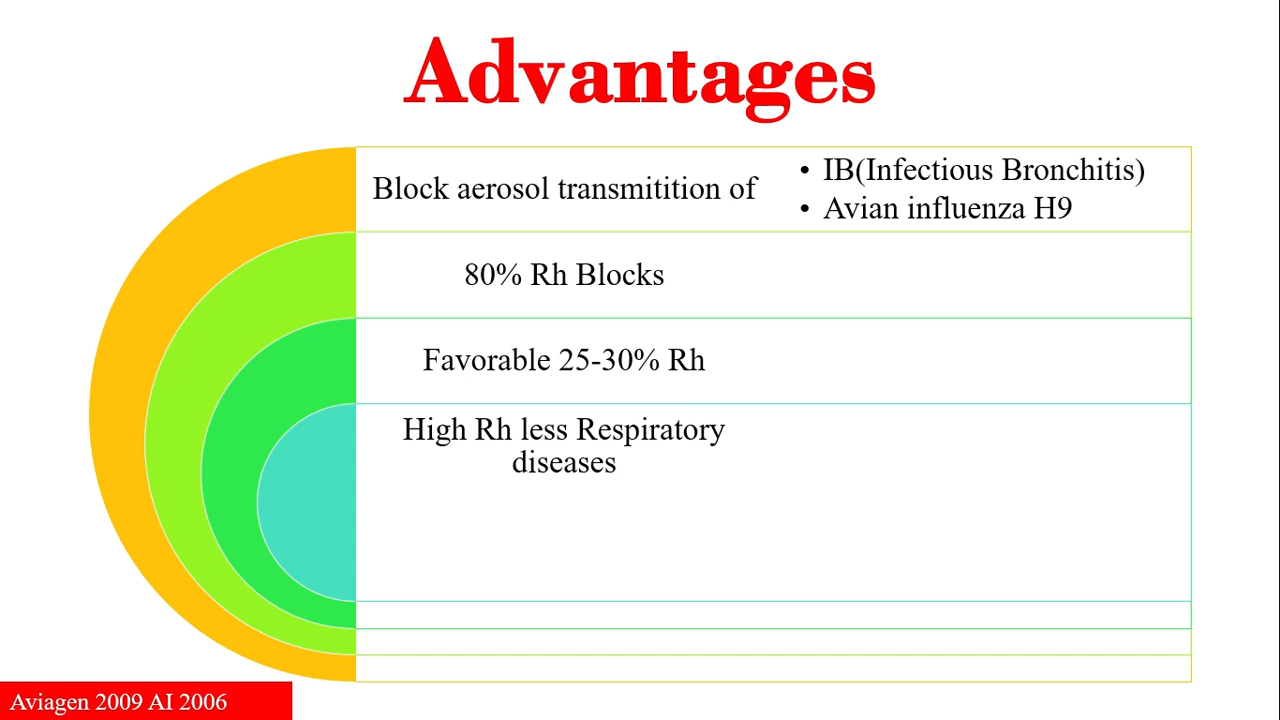 Advantages
Block aerosol transmitition of
• IB(Infectious Bronchitis)
• Avian influenza H9
80% Rh Blocks
Favorable 25-30% Rh
High Rh less Respiratory
diseases
Aviagen 2009 AI 2006